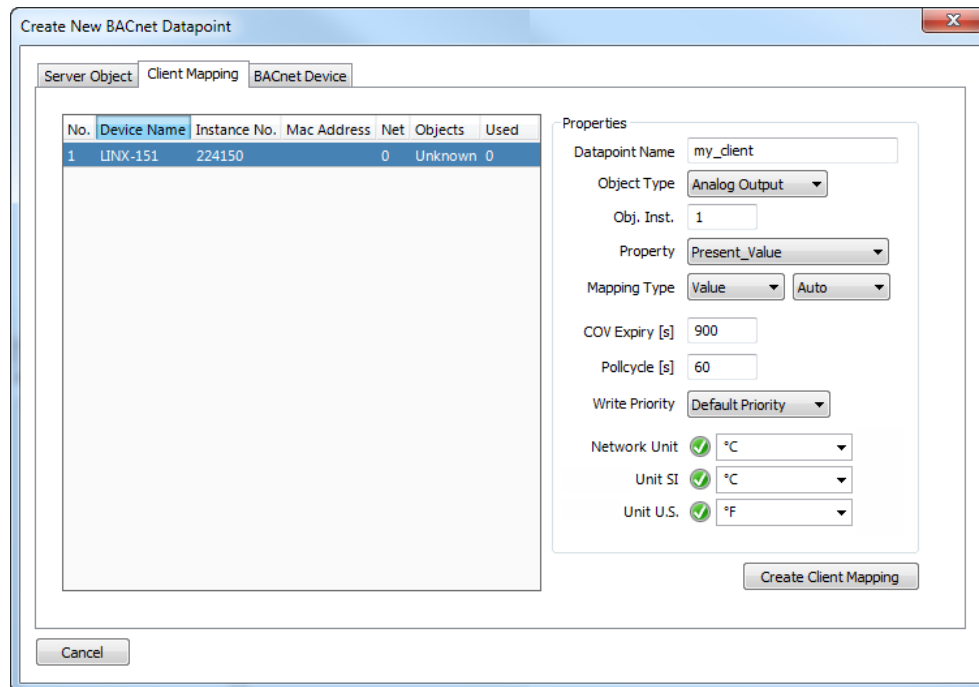 Create New BACnet Datapoint
Server Object Client Mapping BACnet Device
No. Device Name Instance No. Mac Address Net Objects Used
1 LINX-151 224150 0 Unknown 0
Properties
Datapoint Name my_client
Object Type Analog Output
Obj. Inst. 1
Property Present_Value
Mapping Type Value Auto
COV Expiry [s] 900
Pollcycle [s] 60
Write Priority Default Priority
Network Unit °C
Unit SI °C
Unit U.S. °F
Create Client Mapping
Cancel